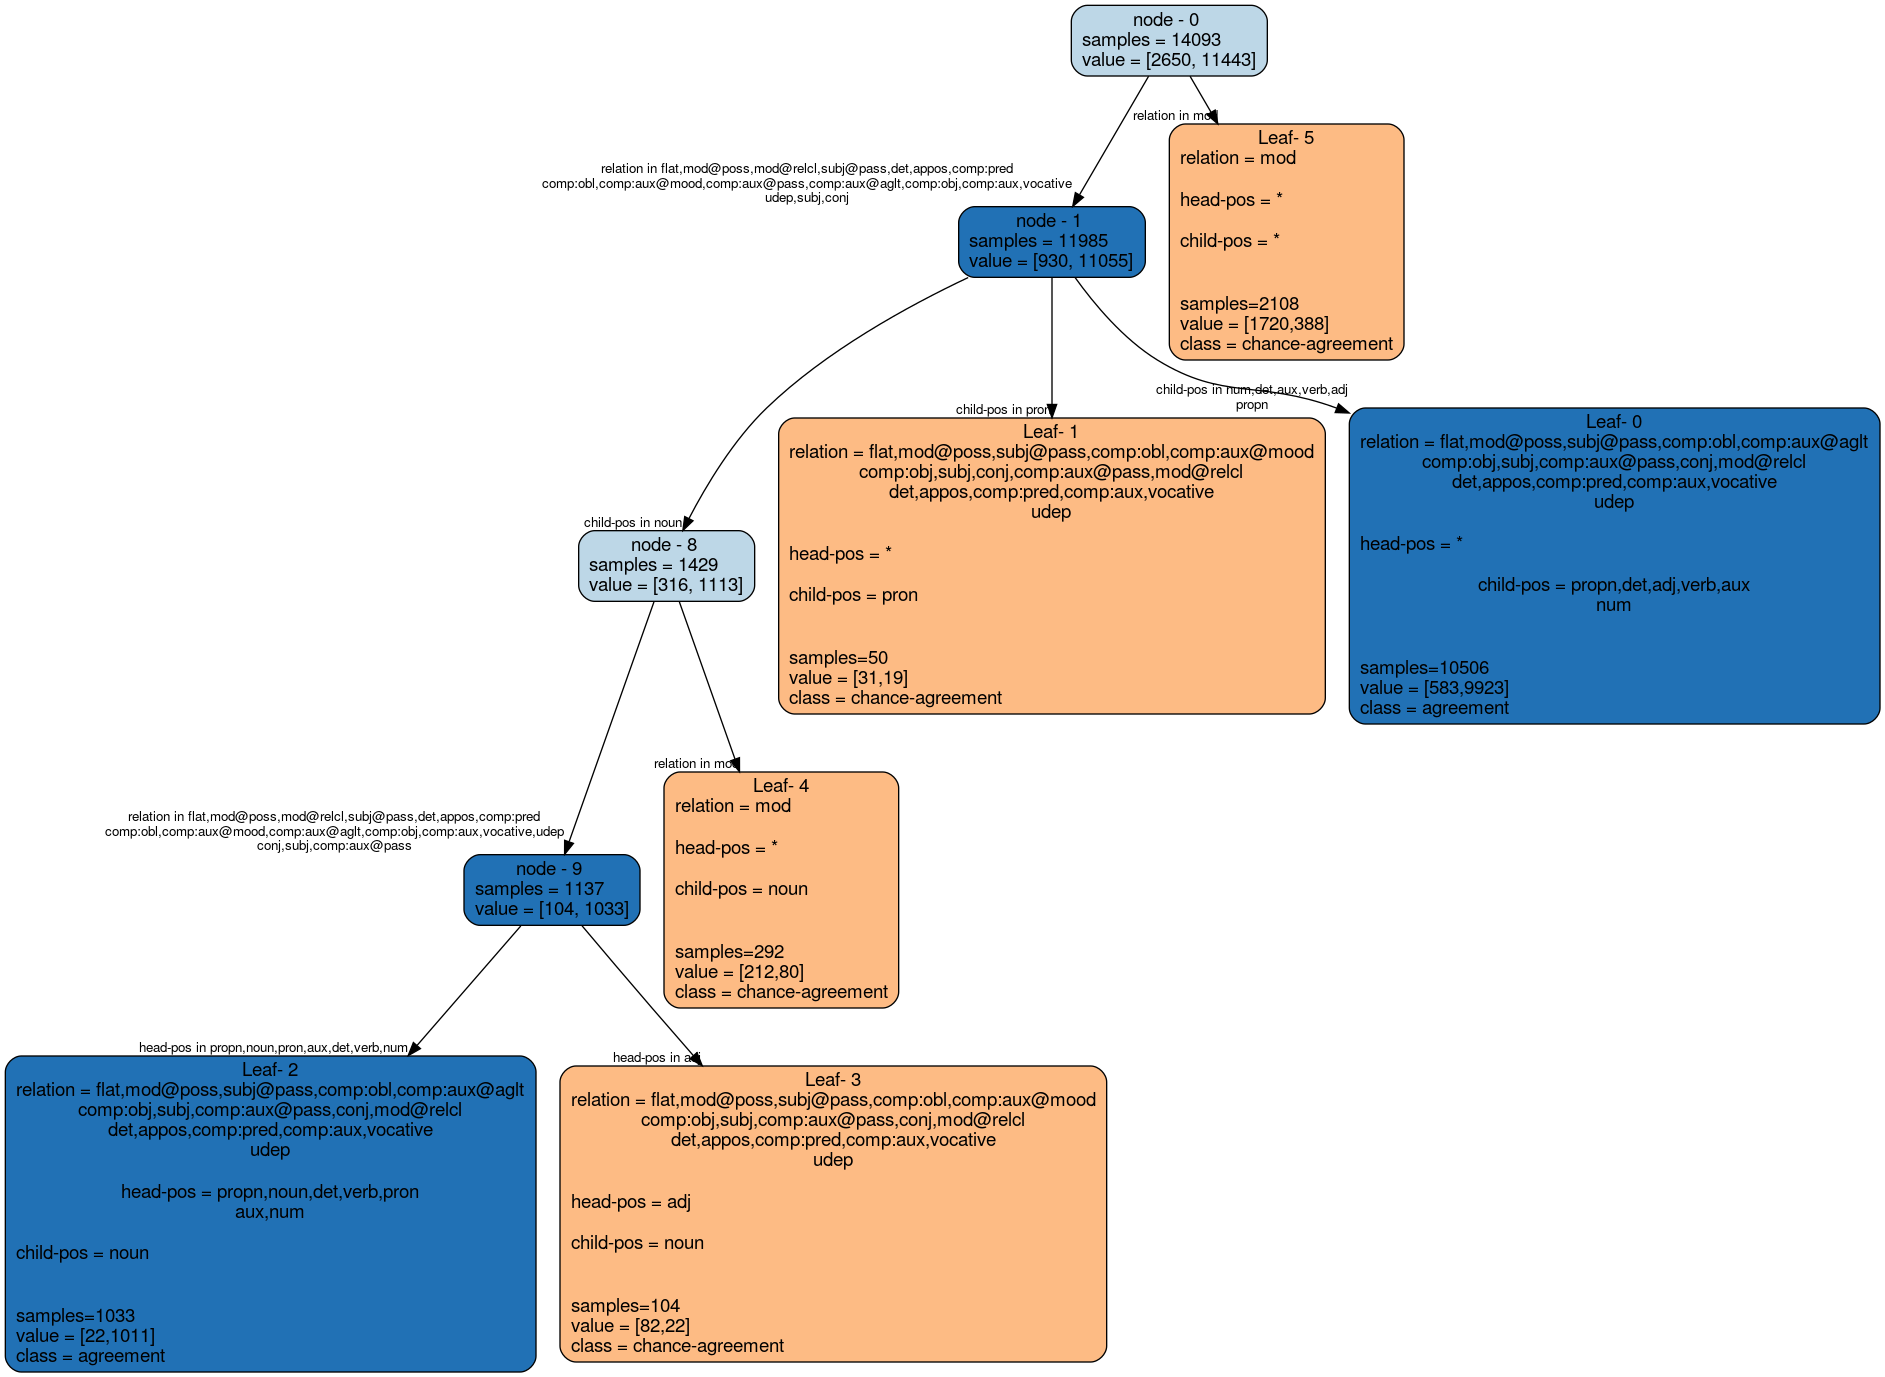 node - 0
samples = 14093
value = [2650, 11443]
relation in mod
Leaf- 5
relation = mod
head-pos = *
child-pos = *
samples=2108
value = [1720,388]
class = chance-agreement
relation in flat,mod@poss,mod@relcl,subj@pass,det,appos,comp:pred
comp:obl,comp:aux@mood,comp:aux@pass,comp:aux@aglt,comp:obj,comp:aux,vocative
udep,subj,conj
node - 1
samples = 11985
value = [930, 11055]
child-pos in noun
node - 8
samples = 1429
value = [316, 1113]
child-pos in pron
Leaf- 1
relation = flat,mod@poss,subj@pass,comp:obl,comp:aux@mood
comp:obj,subj,conj,comp:aux@pass,mod@relcl
det,appos,comp:pred,comp:aux,vocative
udep
head-pos = *
child-pos = pron
samples=50
value = [31,19]
class = chance-agreement
child-pos in num,det,aux,verb,adj
propn
Leaf- 0
relation = flat,mod@poss,subj@pass,comp:obl,comp:aux@aglt
comp:obj,subj,comp:aux@pass,conj,mod@relcl
det,appos,comp:pred,comp:aux,vocative
udep
head-pos = *
child-pos = propn,det,adj,verb,aux
num
samples=10506
value = [583,9923]
class = agreement
relation in mod
Leaf- 4
relation = mod
head-pos = *
child-pos = noun
samples=292
value = [212,80]
class = chance-agreement
relation in flat,mod@poss,mod@relcl,subj@pass,det,appos,comp:pred
comp:obl,comp:aux@mood,comp:aux@aglt,comp:obj,comp:aux,vocative,udep
conj,subj,comp:aux@pass
node - 9
samples = 1137
value = [104, 1033]
head-pos in propn,noun,pron,aux,det,verb,num
Leaf- 2
relation = flat,mod@poss,subj@pass,comp:obl,comp:aux@aglt
comp:obj,subj,comp:aux@pass,conj,mod@relcl
det,appos,comp:pred,comp:aux,vocative
udep
head-pos = propn,noun,det,verb,pron
aux,num
child-pos = noun
samples=1033
value = [22,1011]
class = agreement
head-pos in adj
Leaf- 3
relation = flat,mod@poss,subj@pass,comp:obl,comp:aux@mood
comp:obj,subj,comp:aux@pass,conj,mod@relcl
det,appos,comp:pred,comp:aux,vocative
udep
head-pos = adj
child-pos = noun
samples=104
value = [82,22]
class = chance-agreement